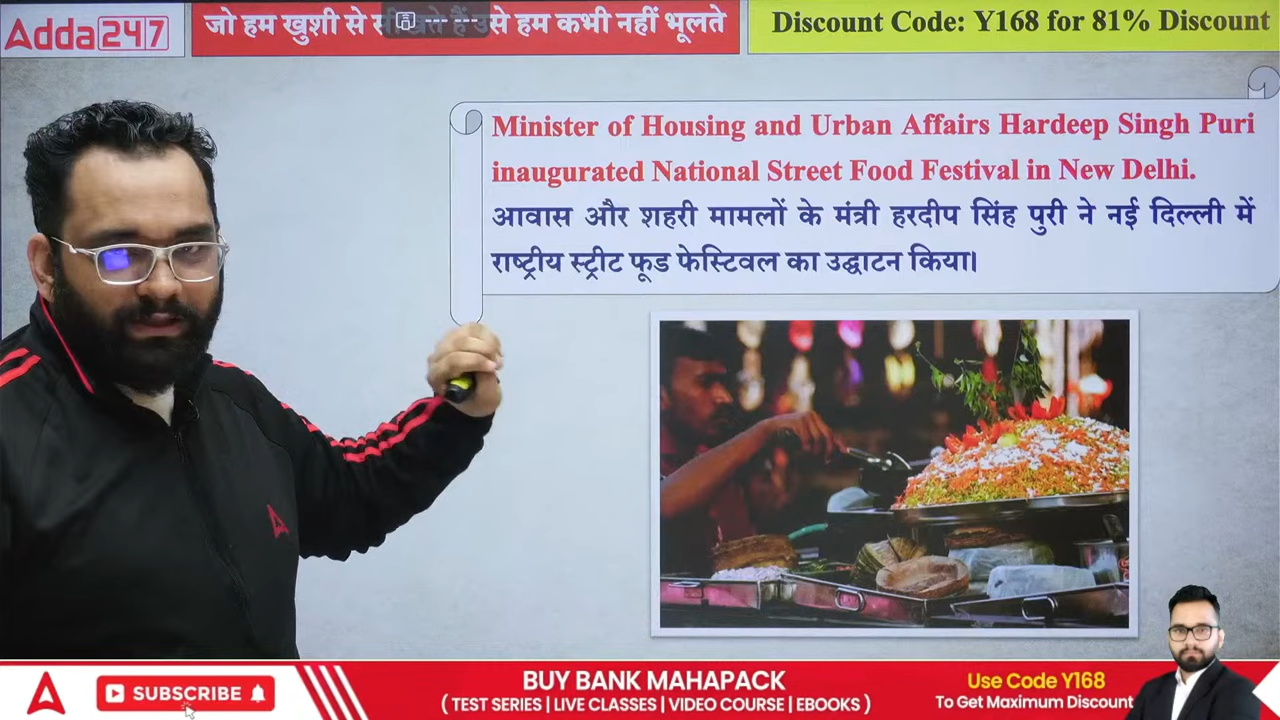 Adda247
जो हम खुशी से सीखते हैं उसे हम कभी नहीं भूलते
Discount Code: Y168 for 81% Discount
Minister of Housing and Urban Affairs Hardeep Singh Puri
inaugurated National Street Food Festival in New Delhi.
आवास और शहरी मामलों के मंत्री हरदीप सिंह पुरी ने नई दिल्ली में
राष्ट्रीय स्ट्रीट फूड फेस्टिवल का उद्घाटन किया।
SUBSCRIBE
BUY BANK MAHAPACK
( TEST SERIES | LIVE CLASSES | VIDEO COURSE | EBOOKS )
Use Code Y168
To Get Maximum Discount